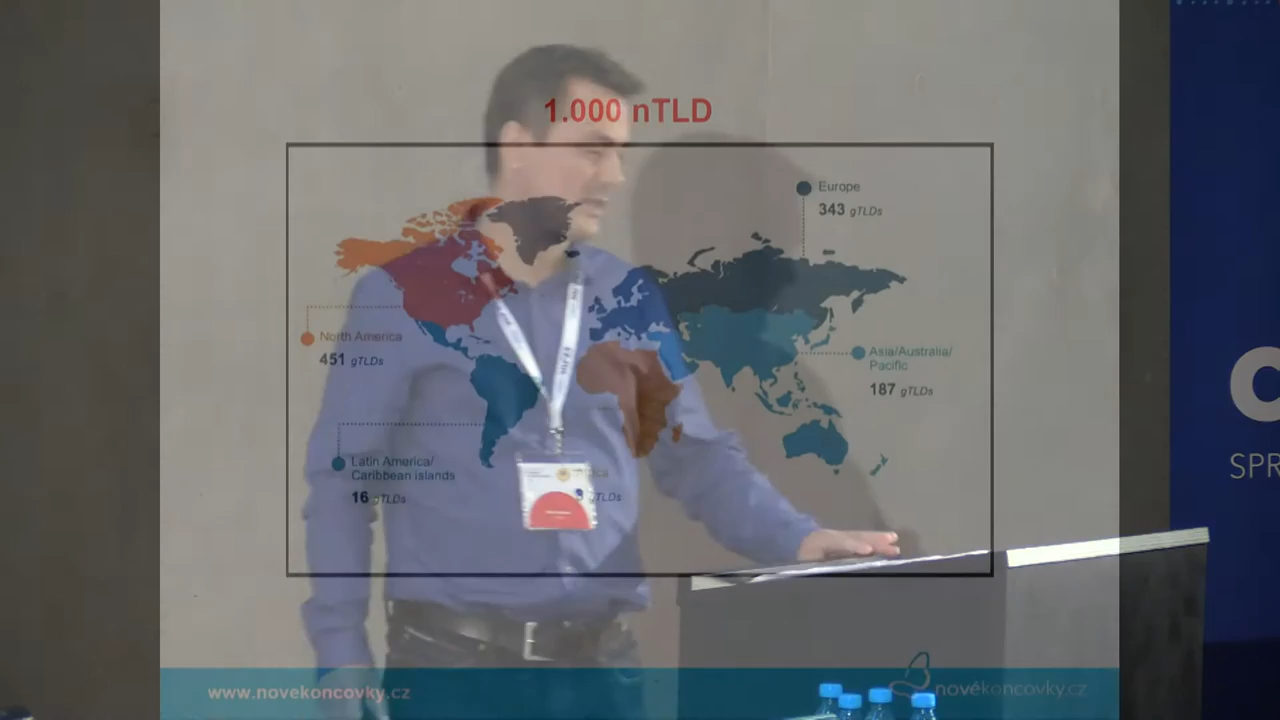 1.000 nTLD
Europe
343 gTLDs
North America
451 gTLDs
Asia/Australia/
Pacific
187 gTLDs
Latin America/
Caribbean islands
16 gTLDs
gTLDs
www.novékoncovky.cz
novékoncovky.cz
SPR